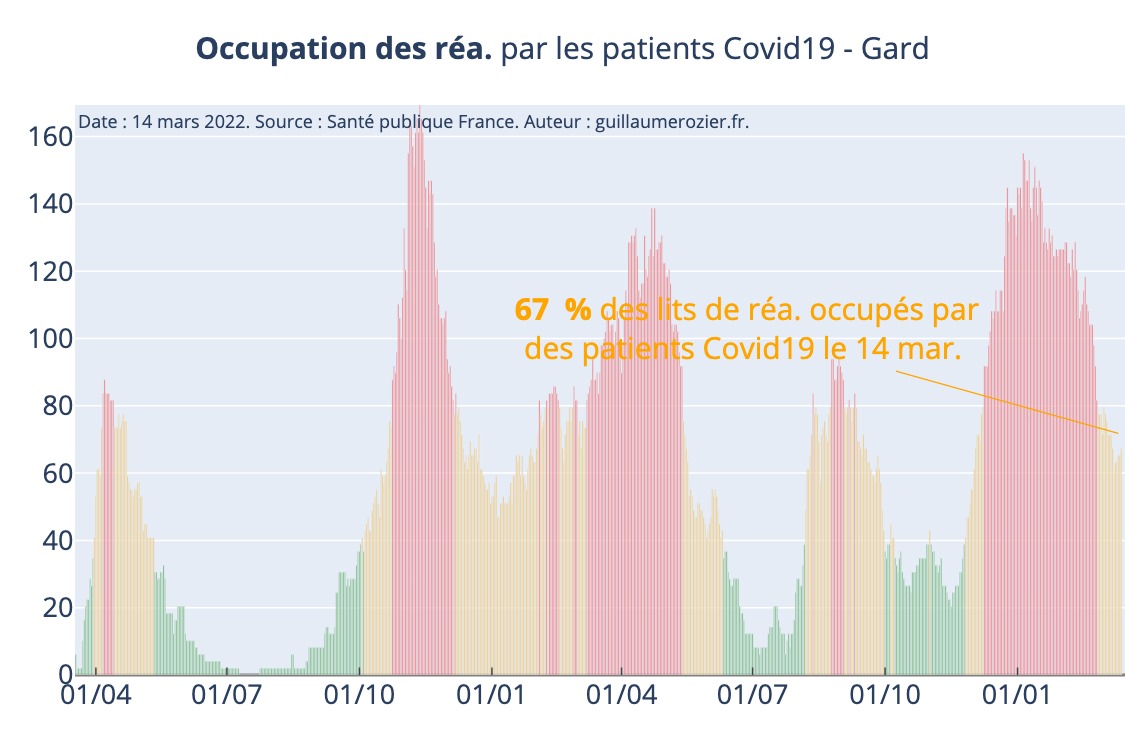 Occupation des réa. par les patients Covid19 - Gard
Date : 14 mars 2022. Source : Santé publique France. Auteur : guillaumerozier.fr.
160
140
120
100
80
60
40
20
0
67 % des lits de réa. occupés par
des patients Covid19 le 14 mar.
01/04 01/07 01/10 01/01 01/04 01/07 01/10 01/01